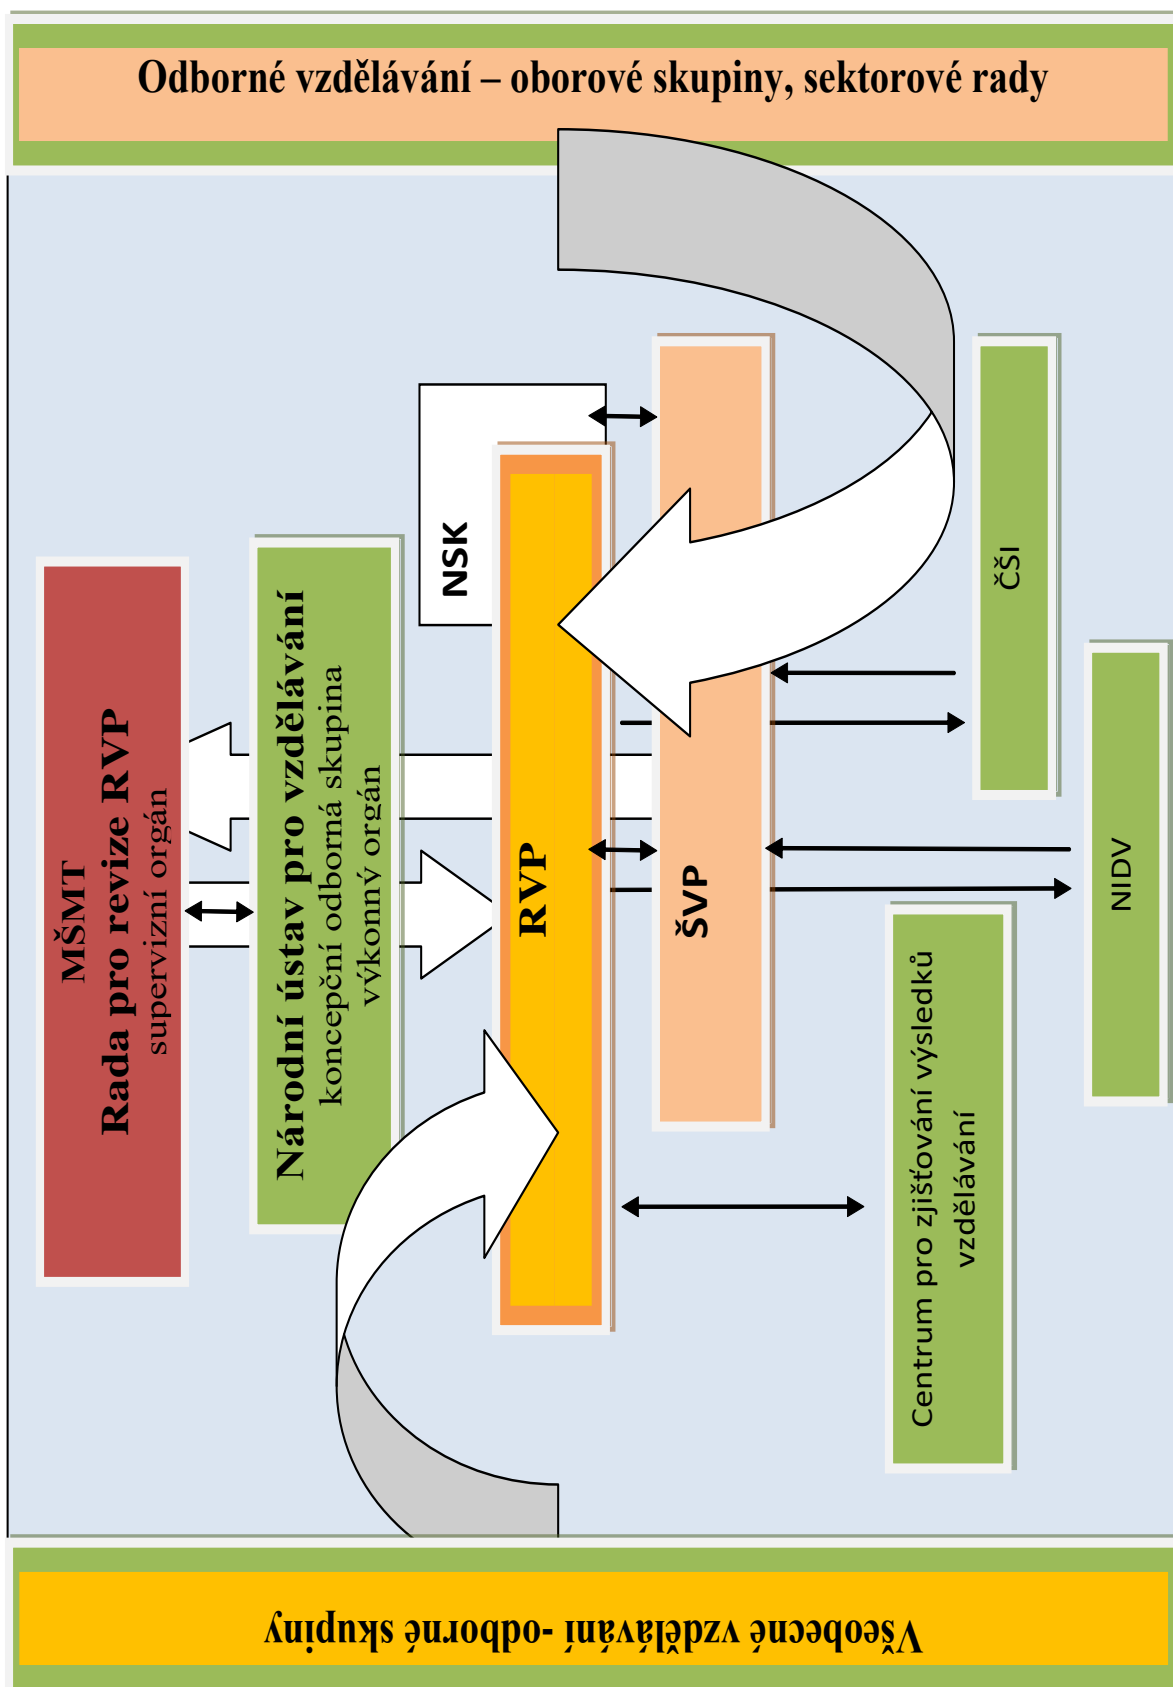 Odborné vzdělávání – oborové skupiny, sektorové rady
MŠMT
Rada pro revize RVP
supervizní orgán
Národní ústav pro vzdělávání
koncepční odborná skupina
výkonný orgán
NSK
RVP
ŠVP
Centrum pro zjišťování výsledků
vzdělávání
ČŠI
NIDV
Všeobecné vzdělávání -odborné skupiny